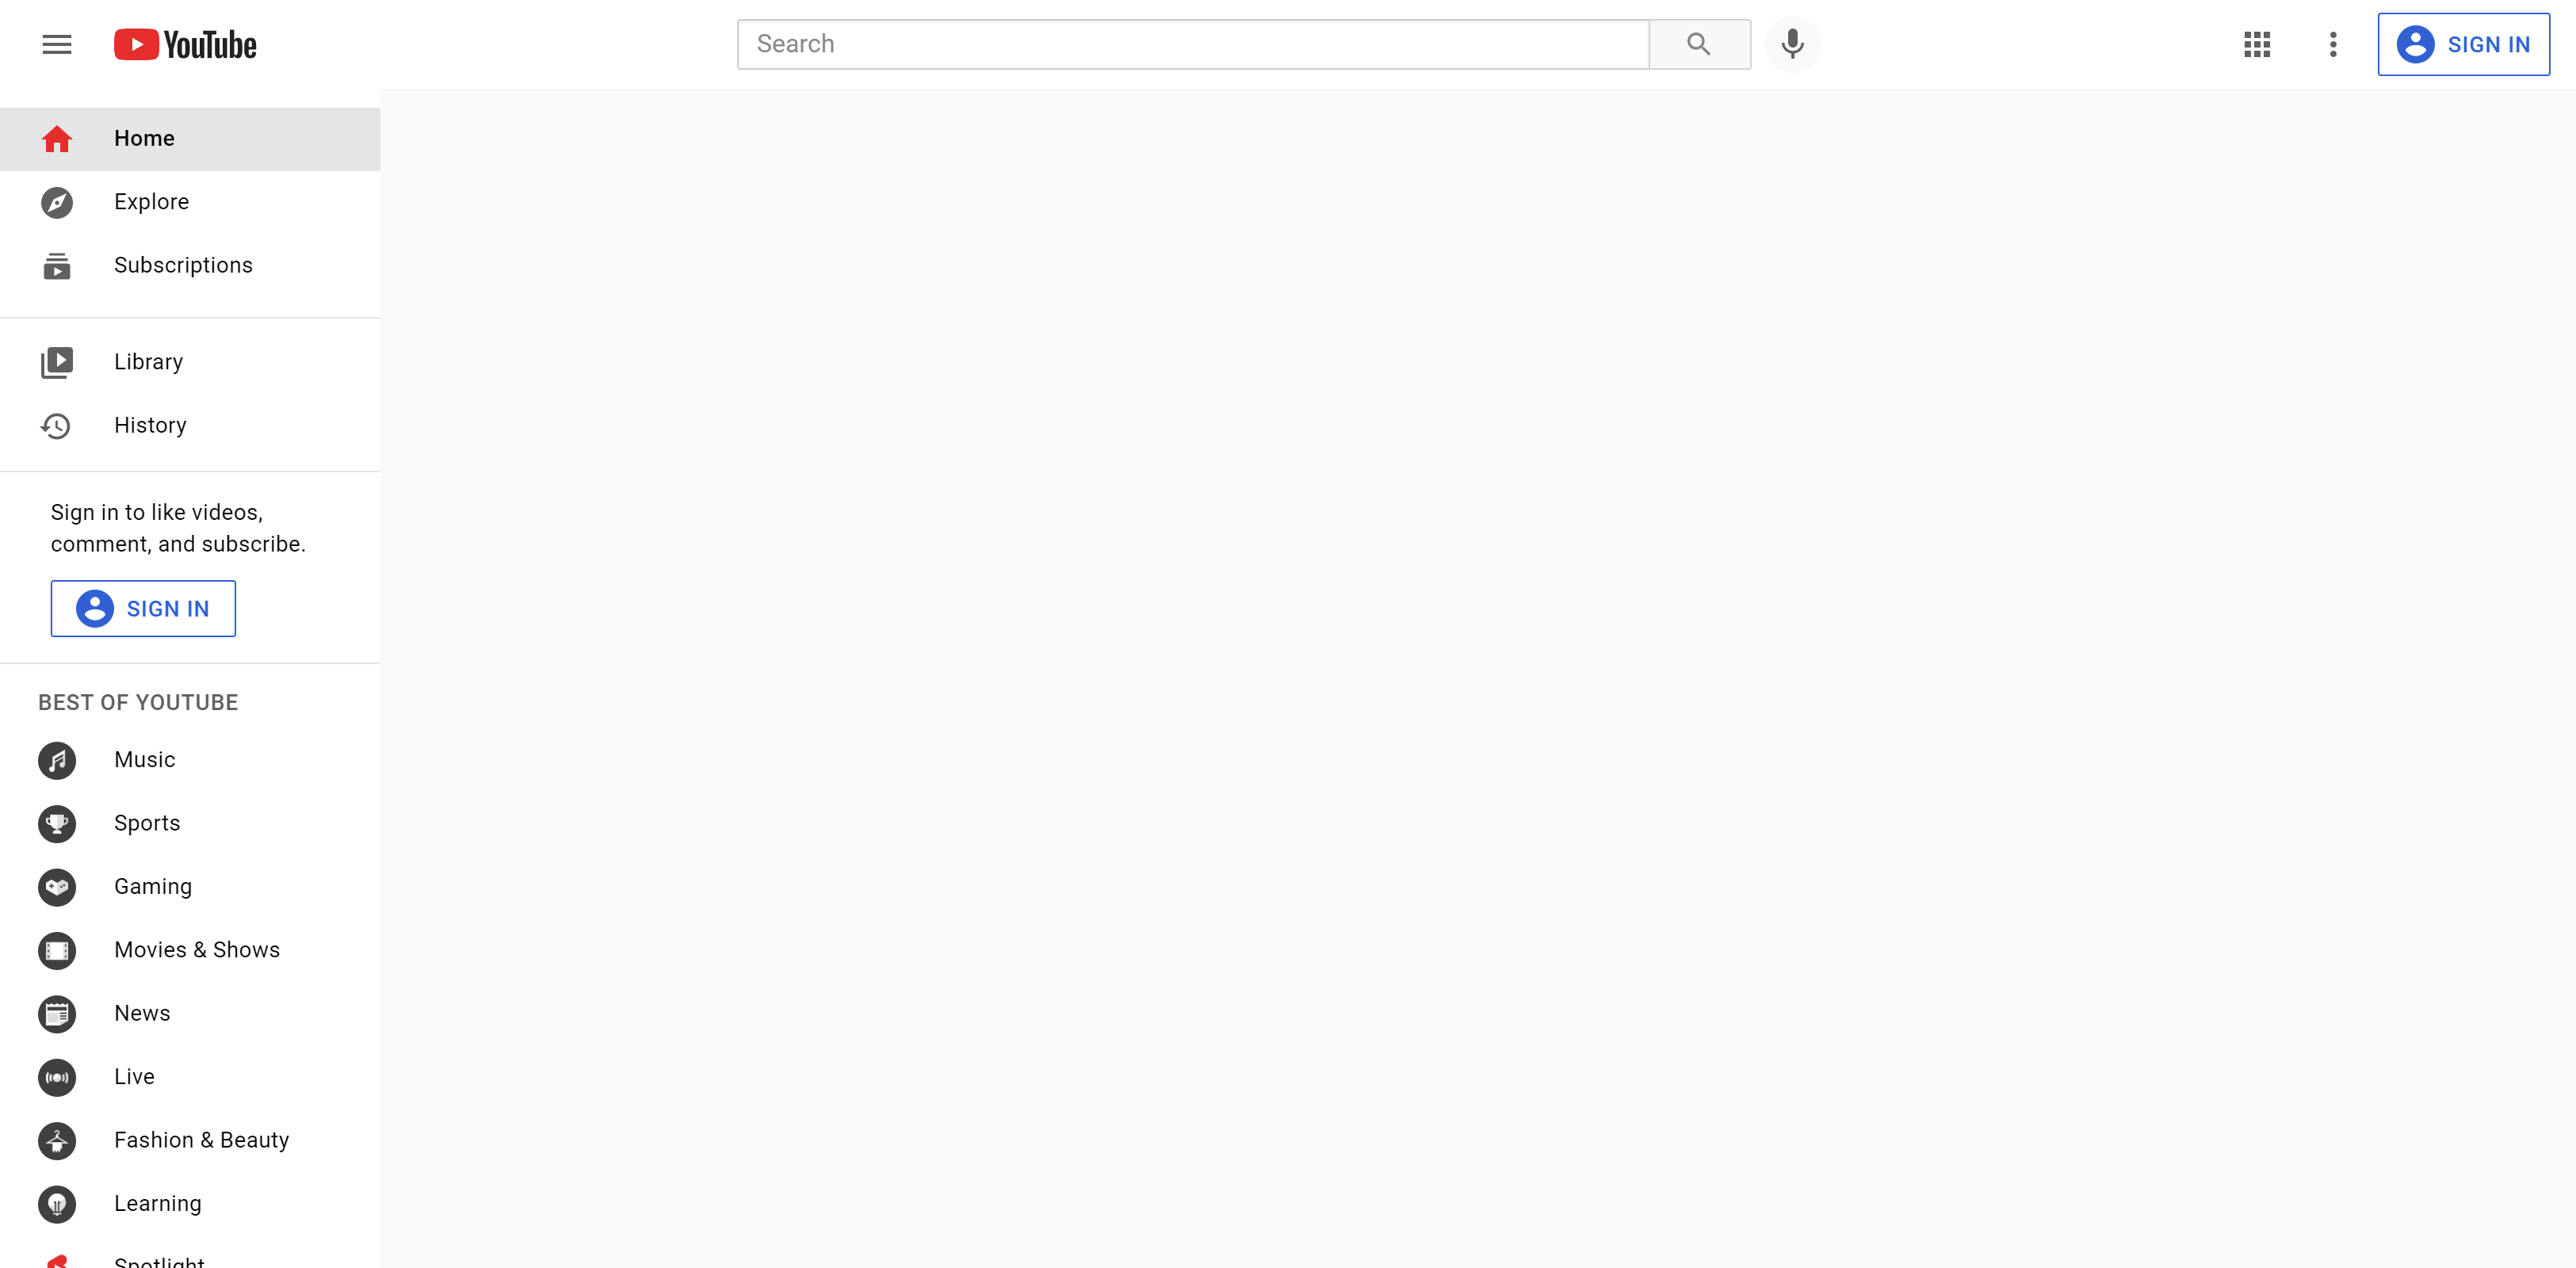 YouTube
Search
SIGN IN
Home
Explore
Subscriptions
Library
History
Sign in to like videos,
comment, and subscribe.
SIGN IN
BEST OF YOUTUBE
Music
Sports
Gaming
Movies & Shows
News
Live
Fashion & Beauty
Learning
Spotlight